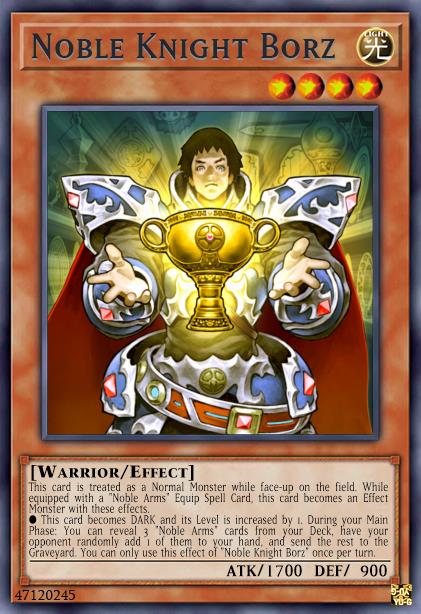 NOBLE KNIGHT BORZ
LIGHT
光
[WARRIOR/EFFECT]
This card is treated as a Normal Monster while face-up on the field. While
equipped with a "Noble Arms" Equip Spell Card, this card becomes an Effect
Monster with these effects.
● This card becomes DARK and its Level is increased by 1. During your Main
Phase: You can reveal 3 "Noble Arms" cards from your Deck, have your
opponent randomly add 1 of them to your hand, and send the rest to the
Graveyard. You can only use this effect of "Noble Knight Borz" once per turn.
ATK/1700 DEF/ 900
47120245